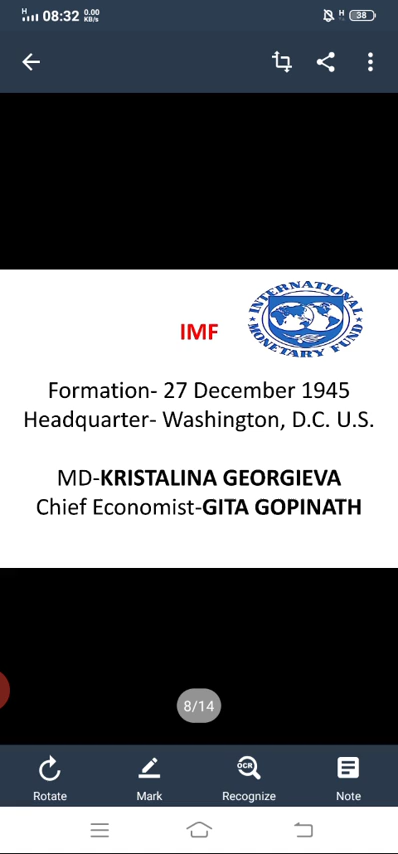 H 08:32 0.00 KB/s H 38
INTERNATIONAL MONETARY FUND
IMF
Formation- 27 December 1945
Headquarter- Washington, D.C. U.S.
MD-KRISTALINA GEORGIEVA
Chief Economist-GITA GOPINATH
8/14
OCR
Rotate Mark Recognize Note